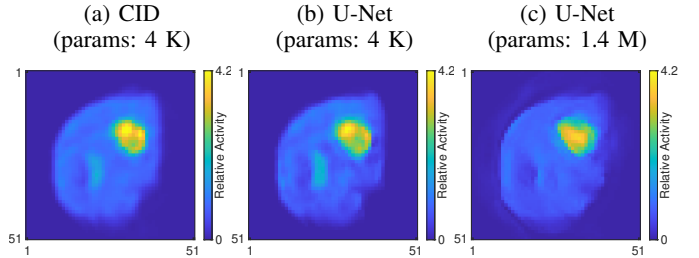 (a) CID
(params: 4 K)
(b) U-Net
(params: 4 K)
(c) U-Net
(params: 1.4 M)
1
51
1
51
4.2
0
Relative Activity
1
51
1
51
4.2
0
Relative Activity
1
51
1
51
4.2
0
Relative Activity